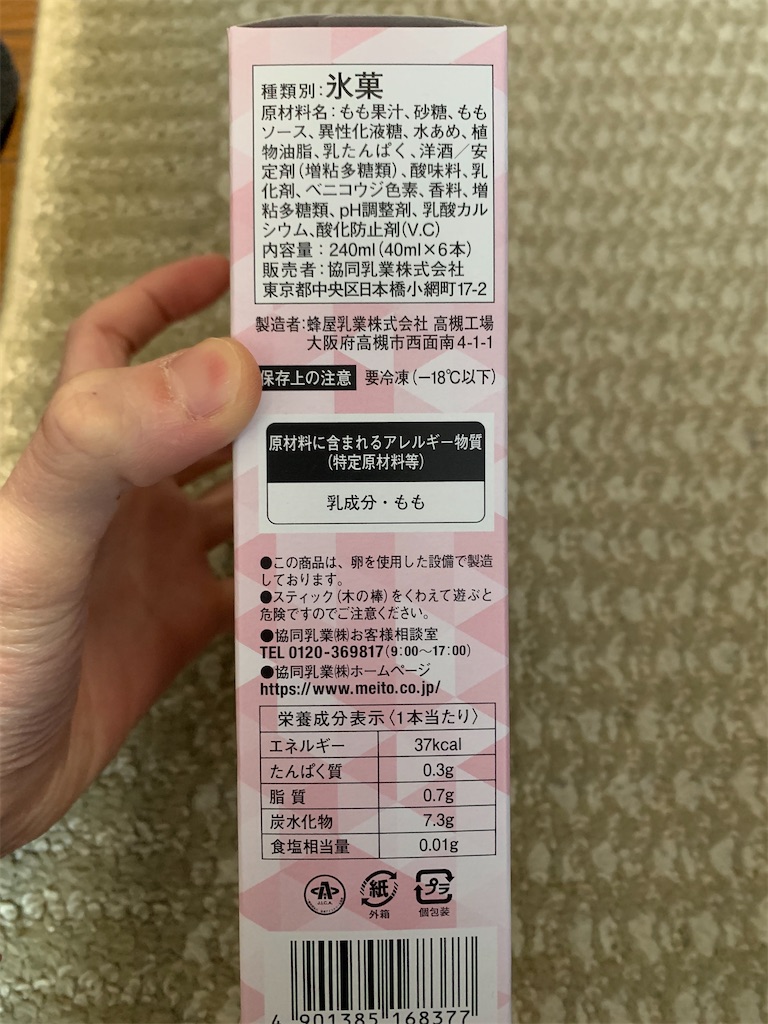 種類別:氷菓
原材料名:もも果汁、砂糖、もも
ソース、異性化液糖、水あめ、植
物油脂、乳たんぱく、洋酒／安
定剤(増粘多糖類)、酸味料、乳
化剤、ベニコウジ色素、香料、増
粘多糖類、pH調整剤、乳酸カル
シウム、酸化防止剤(V.C)
内容量:240ml(40ml×6本)
販売者:協同乳業株式会社
東京都中央区日本橋小網町17-2
製造者:蜂屋乳業株式会社 高槻工場
大阪府高槻市西面南4-1-1
保存上の注意 要冷凍(−18℃以下)
原材料に含まれるアレルギー物質
(特定原材料等)
乳成分・もも
●この商品は、卵を使用した設備で製造
しております。
●スティック(木の棒)をくわえて遊ぶと
危険ですのでご注意ください。
●協同乳業㈱お客様相談室
TEL 0120-369817(9:00〜17:00)
●協同乳業㈱ホームページ
https://www.meito.co.jp/
栄養成分表示〈1本当たり〉
エネルギー 37kcal
たんぱく質 0.3g
脂質 0.7g
炭水化物 7.3g
食塩相当量 0.01g
J.I.C.A. 紙 プラ
外箱 個包装
4 901385 168377